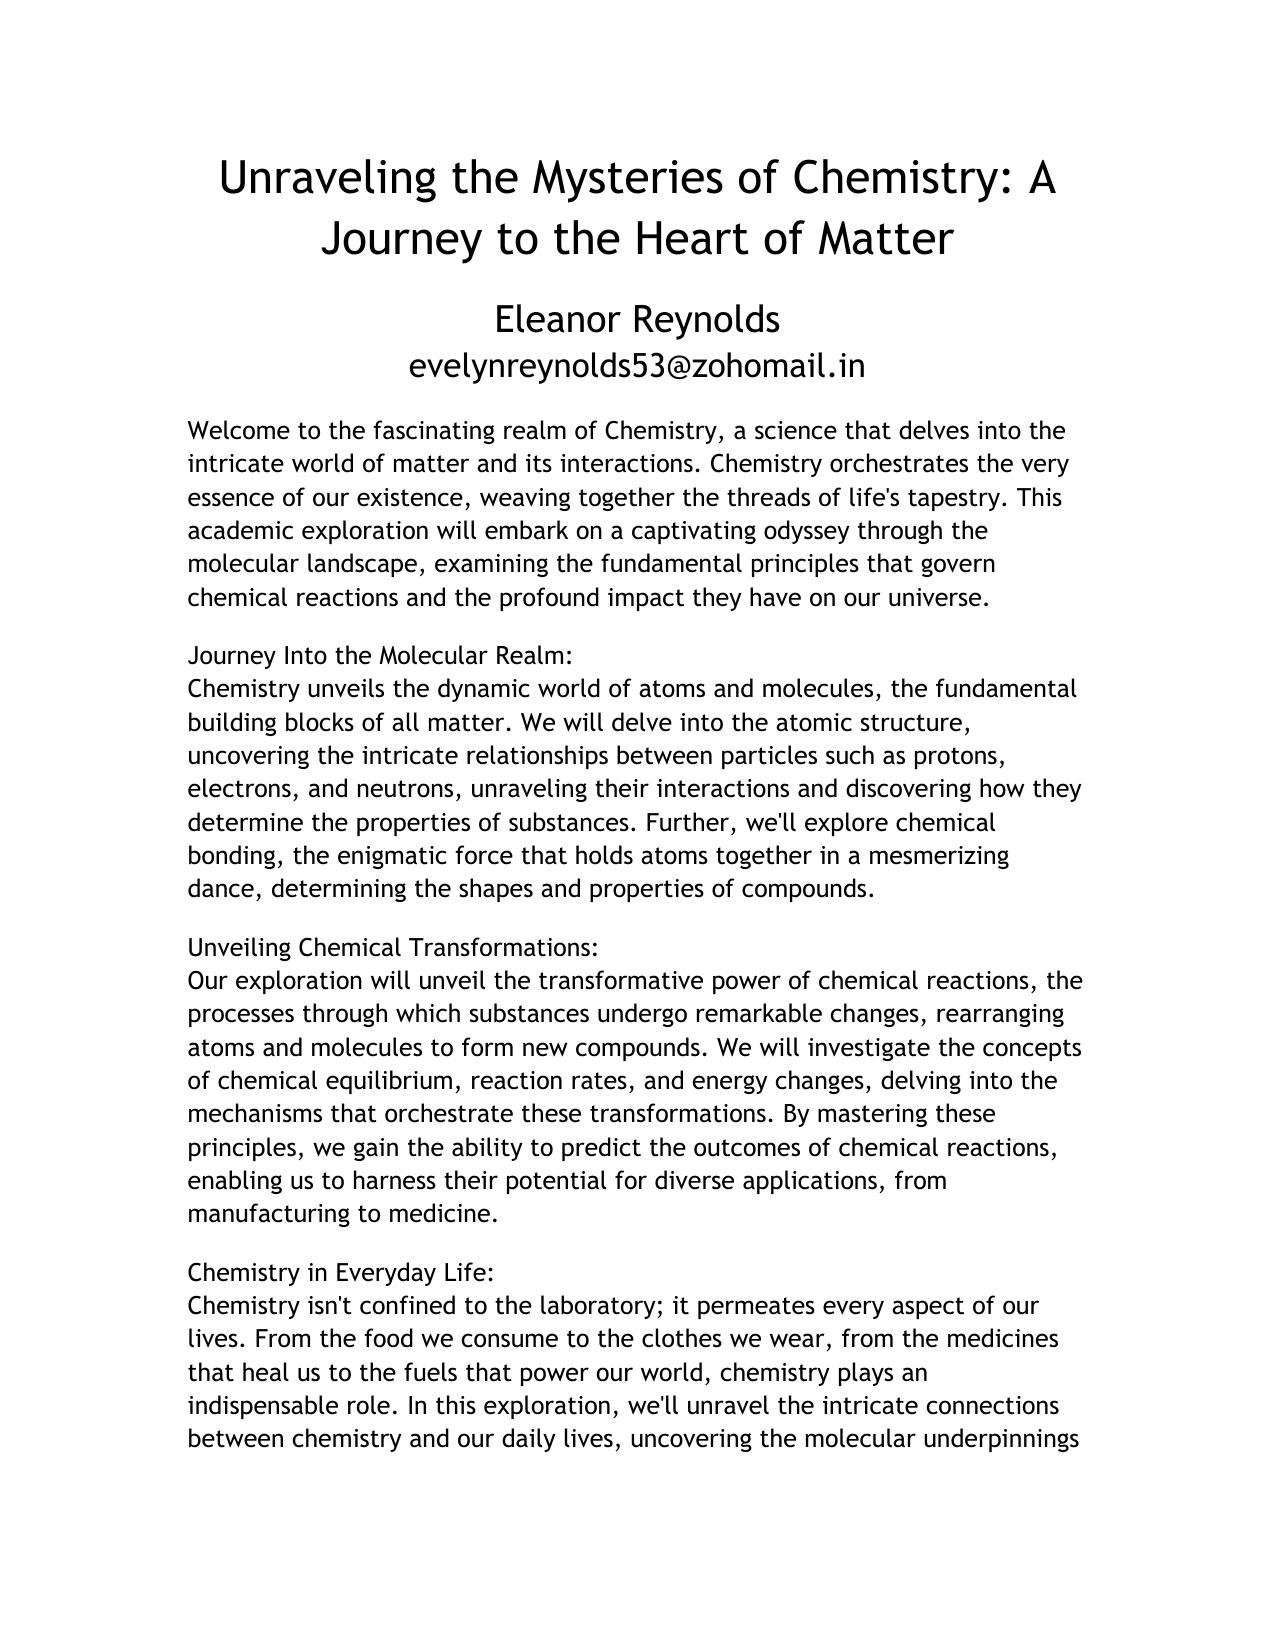 Unraveling the Mysteries of Chemistry: A
Journey to the Heart of Matter
Eleanor Reynolds
evelynreynolds53@zohomail.in
Welcome to the fascinating realm of Chemistry, a science that delves into the
intricate world of matter and its interactions. Chemistry orchestrates the very
essence of our existence, weaving together the threads of life's tapestry. This
academic exploration will embark on a captivating odyssey through the
molecular landscape, examining the fundamental principles that govern
chemical reactions and the profound impact they have on our universe.
Journey Into the Molecular Realm:
Chemistry unveils the dynamic world of atoms and molecules, the fundamental
building blocks of all matter. We will delve into the atomic structure,
uncovering the intricate relationships between particles such as protons,
electrons, and neutrons, unraveling their interactions and discovering how they
determine the properties of substances. Further, we'll explore chemical
bonding, the enigmatic force that holds atoms together in a mesmerizing
dance, determining the shapes and properties of compounds.
Unveiling Chemical Transformations:
Our exploration will unveil the transformative power of chemical reactions, the
processes through which substances undergo remarkable changes, rearranging
atoms and molecules to form new compounds. We will investigate the concepts
of chemical equilibrium, reaction rates, and energy changes, delving into the
mechanisms that orchestrate these transformations. By mastering these
principles, we gain the ability to predict the outcomes of chemical reactions,
enabling us to harness their potential for diverse applications, from
manufacturing to medicine.
Chemistry in Everyday Life:
Chemistry isn't confined to the laboratory; it permeates every aspect of our
lives. From the food we consume to the clothes we wear, from the medicines
that heal us to the fuels that power our world, chemistry plays an
indispensable role. In this exploration, we'll unravel the intricate connections
between chemistry and our daily lives, uncovering the molecular underpinnings